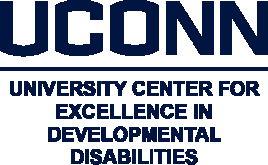 UCONN
UNIVERSITY CENTER FOR
EXCELLENCE IN
DEVELOPMENTAL
DISABILITIES